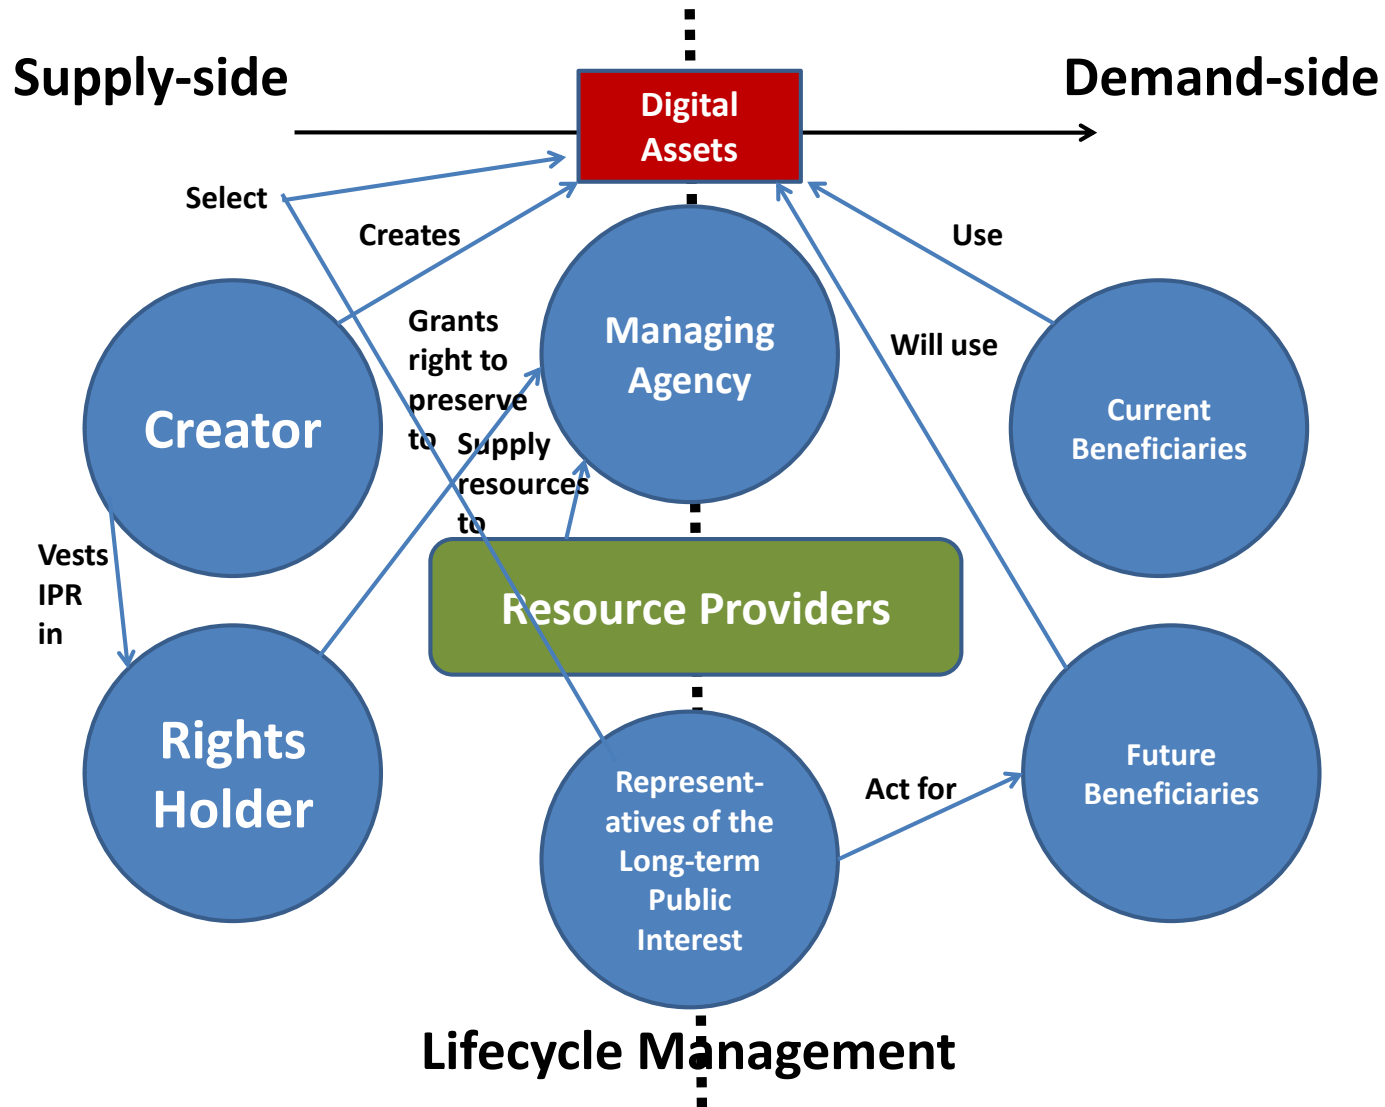 Supply-side
Demand-side
Digital
Assets
Select
Creates
Use
Grants
right to
preserve
to
Managing
Agency
Will use
Creator
Supply
resources
to
Current
Beneficiaries
Vests
IPR
in
Resource Providers
Rights
Holder
Represent-
atives of the
Long-term
Public
Interest
Act for
Future
Beneficiaries
Lifecycle Management